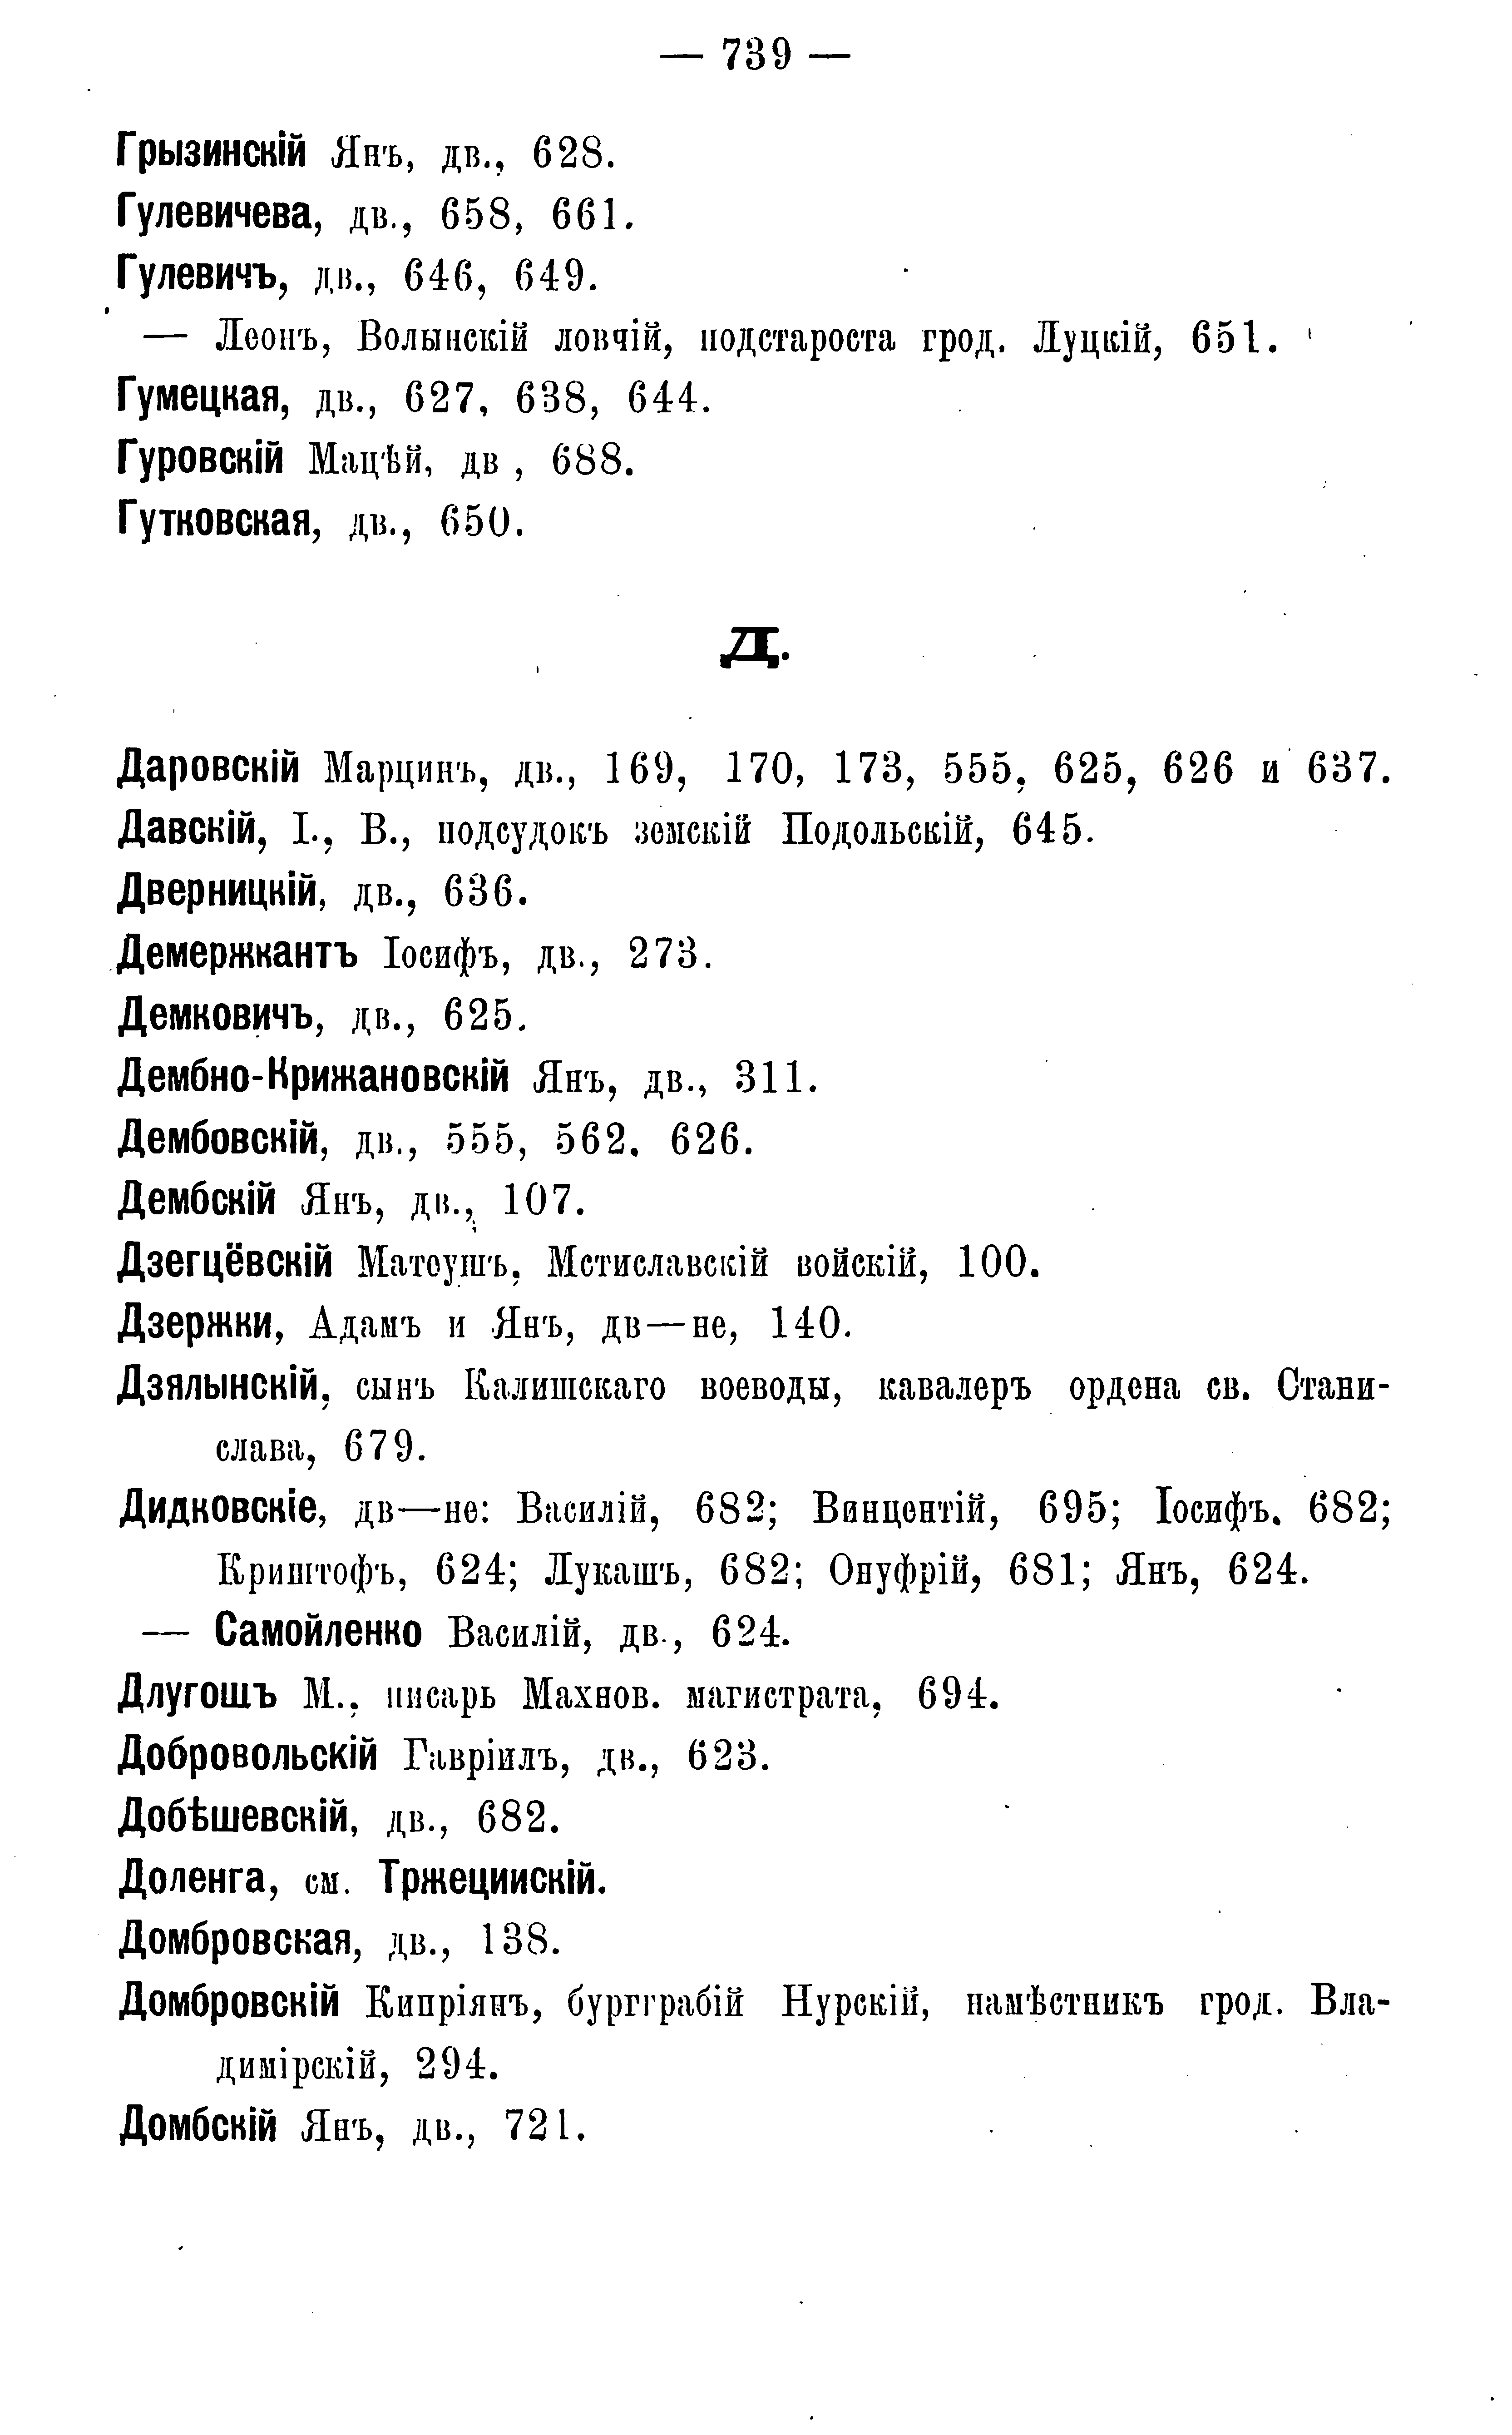 — 739 —
Грызинскій Янъ, дв., 628.
Гулевичева, дв., 658, 661.
Гулевичъ, дв., 646, 649.
— Леонъ, Волынскій ловчій, подстароста грод. Луцкій, 651.
Гумецкая, дв., 627, 638, 644.
Гуровскій Мацѣй, дв , 688.
Гутковская, дв., 650.
Д.
Даровскій Марцинъ, дв., 169, 170, 173, 555, 625, 626 и 637.
Давскій, І., В., подсудокъ земскій Подольскій, 645.
Дверницкій, дв., 636.
Демержкантъ Іосифъ, дв., 273.
Демковичъ, дв., 625.
Дембно-Крижановскій Янъ, дв., 311.
Дембовскій, дв., 555, 562. 626.
Дембскій Янъ, дв., 107.
Дзегцёвскій Матеушъ, Мстиславскій войскій, 100.
Дзержки, Адамъ и Янъ, дв—не, 140.
Дзялынскій, сынъ Калишскаго воеводы, кавалеръ ордена св. Стани-
слава, 679.
Дидковскіе, дв—не: Василій, 682; Винцентій, 695; Іосифъ. 682;
Криштофъ, 624; Лукашъ, 682; Онуфрій, 681; Янъ, 624.
— Самойленко Василій, дв., 624.
Длугошъ М., писарь Махнов. магистрата, 694.
Добровольскій Гавріилъ, дв., 623.
Добѣшевскій, дв., 682.
Доленга, см. Тржециискій.
Домбровская, дв., 138.
Домбровскій Кипріянъ, бургграбій Нурскій, намѣстникъ грод. Вла-
димірскій, 294.
Домбскій Янъ, дв., 721.